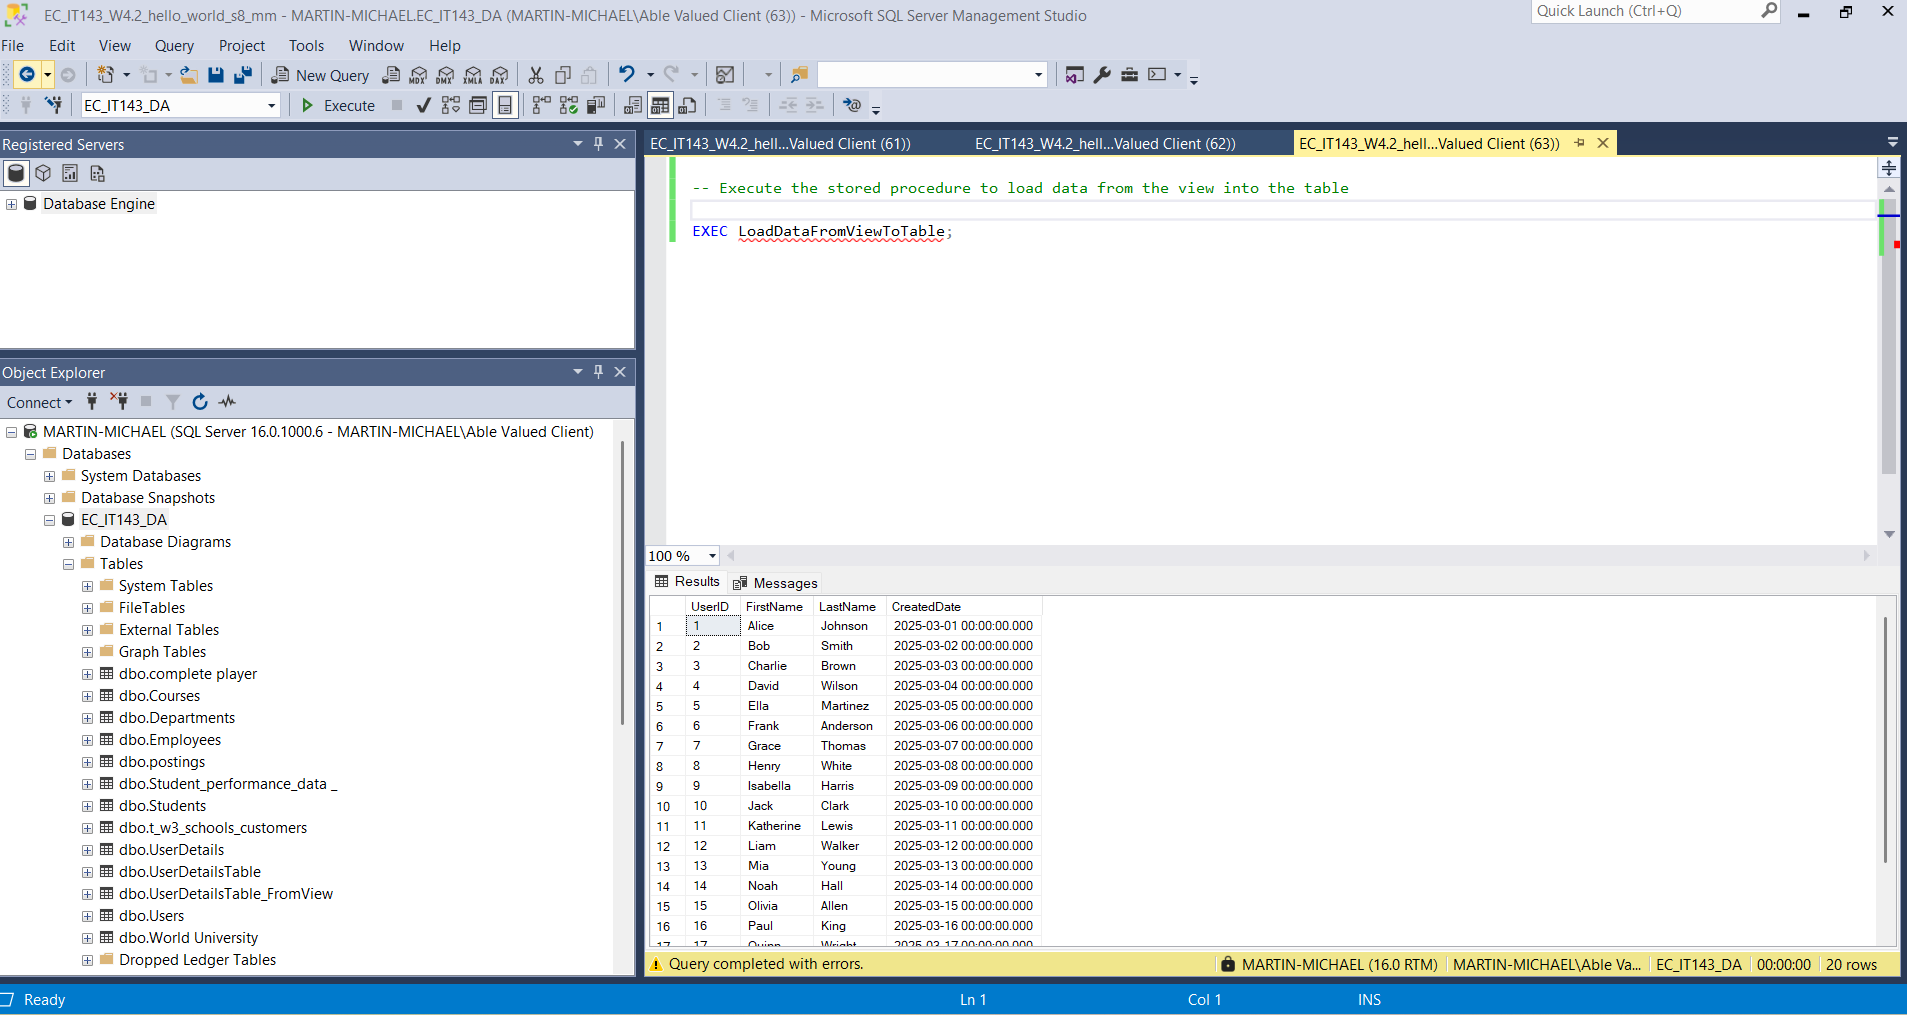 EC_IT143_W4.2_hello_world_s8_mm - MARTIN-MICHAEL.EC_IT143_DA (MARTIN-MICHAEL\Able Valued Client (63)) - Microsoft SQL Server Management Studio
Quick Launch (Ctrl+Q)
File Edit View Query Project Tools Window Help
New Query MDX DMX XMLA DAX
EC_IT143_DA Execute
Registered Servers
Database Engine
Object Explorer
Connect
MARTIN-MICHAEL (SQL Server 16.0.1000.6 - MARTIN-MICHAEL\Able Valued Client)
Databases
System Databases
Database Snapshots
EC_IT143_DA
Database Diagrams
Tables
System Tables
FileTables
External Tables
Graph Tables
dbo.complete player
dbo.Courses
dbo.Departments
dbo.Employees
dbo.postings
dbo.Student_performance_data _
dbo.Students
dbo.t_w3_schools_customers
dbo.UserDetails
dbo.UserDetailsTable
dbo.UserDetailsTable_FromView
dbo.Users
dbo.World University
Dropped Ledger Tables
EC_IT143_W4.2_hell...Valued Client (61)) EC_IT143_W4.2_hell...Valued Client (62)) EC_IT143_W4.2_hell...Valued Client (63))
-- Execute the stored procedure to load data from the view into the table
EXEC LoadDataFromViewToTable;
100 %
Results Messages
UserID FirstName LastName CreatedDate
1 1 Alice Johnson 2025-03-01 00:00:00.000
2 2 Bob Smith 2025-03-02 00:00:00.000
3 3 Charlie Brown 2025-03-03 00:00:00.000
4 4 David Wilson 2025-03-04 00:00:00.000
5 5 Ella Martinez 2025-03-05 00:00:00.000
6 6 Frank Anderson 2025-03-06 00:00:00.000
7 7 Grace Thomas 2025-03-07 00:00:00.000
8 8 Henry White 2025-03-08 00:00:00.000
9 9 Isabella Harris 2025-03-09 00:00:00.000
10 10 Jack Clark 2025-03-10 00:00:00.000
11 11 Katherine Lewis 2025-03-11 00:00:00.000
12 12 Liam Walker 2025-03-12 00:00:00.000
13 13 Mia Young 2025-03-13 00:00:00.000
14 14 Noah Hall 2025-03-14 00:00:00.000
15 15 Olivia Allen 2025-03-15 00:00:00.000
16 16 Paul King 2025-03-16 00:00:00.000
17 17 Quinn Wright 2025-03-17 00:00:00.000
Query completed with errors. MARTIN-MICHAEL (16.0 RTM) MARTIN-MICHAEL\Able Va... EC_IT143_DA 00:00:00 20 rows
Ready Ln 1 Col 1 INS